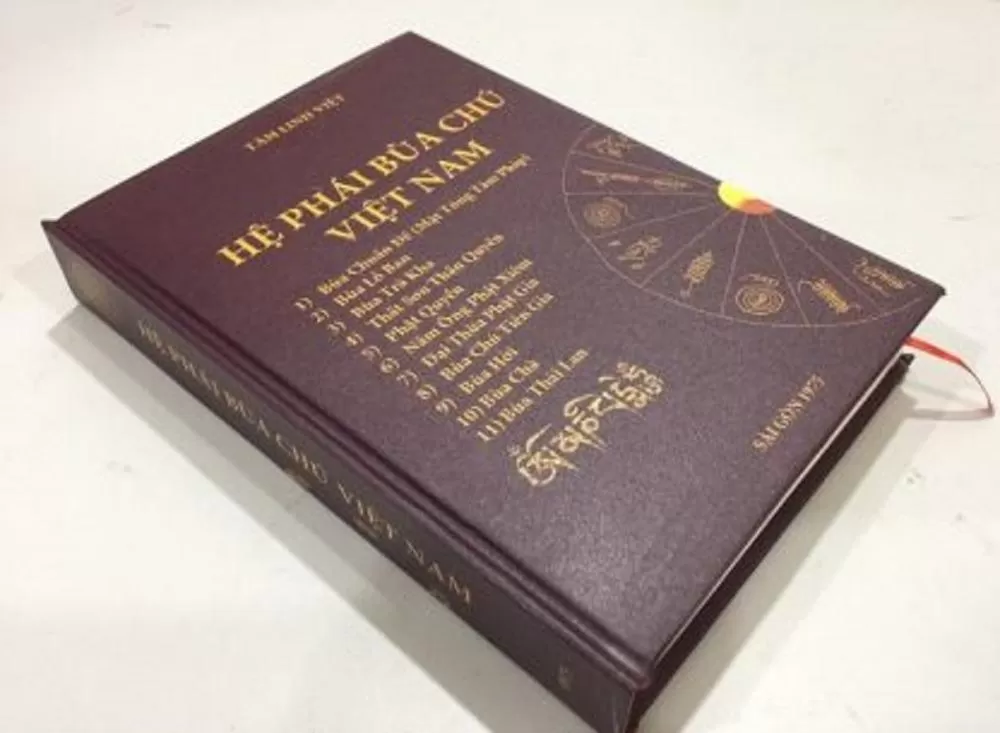 TÂM LINH VIỆT
HỆ PHÁI BÙA CHÚ
VIỆT NAM
1) Bùa Chuẩn Đề (Mật Tông Tâm Pháp)
2) Bùa Lỗ Ban
3) Bùa Trà Kha
4) Thất Sơn Thần Quyền
5) Phật Quyền
6) Năm Ông Phật Xiêm
7) Đại Thừa Phật Gia
8) Bùa Chú Tiên Gia
9) Bùa Hời
10) Bùa Chà
11) Bùa Thái Lan
SÀI GÒN 1975
HỆ PHÁI BÙA CHÚ VIỆT NAM